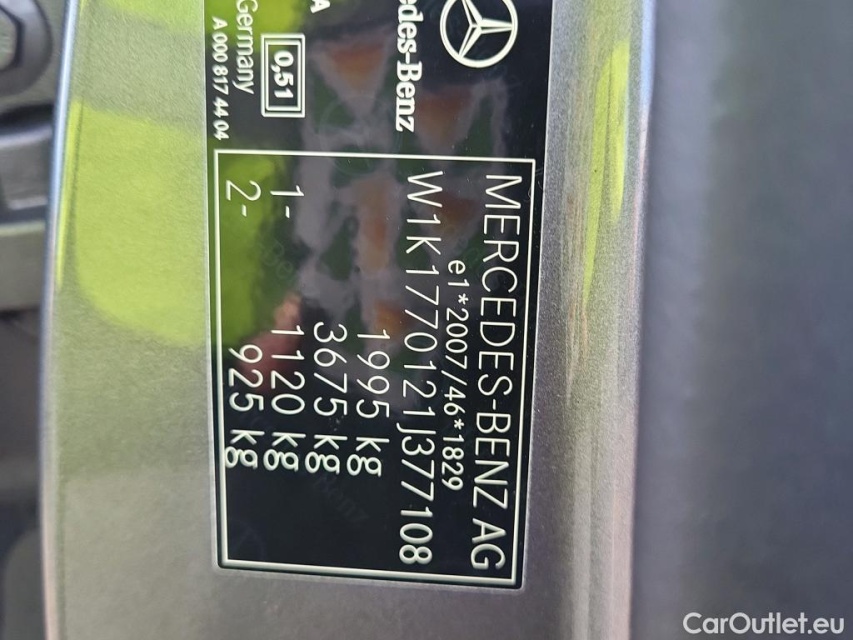 edes-Benz
A
Germany
0,51
A 000 817 44 04
MERCEDES-BENZ AG
e1*2007/46*1829
W1K1770121J377108
1995 kg
3675 kg
1- 1120 kg
2- 925 kg
CarOutlet.eu